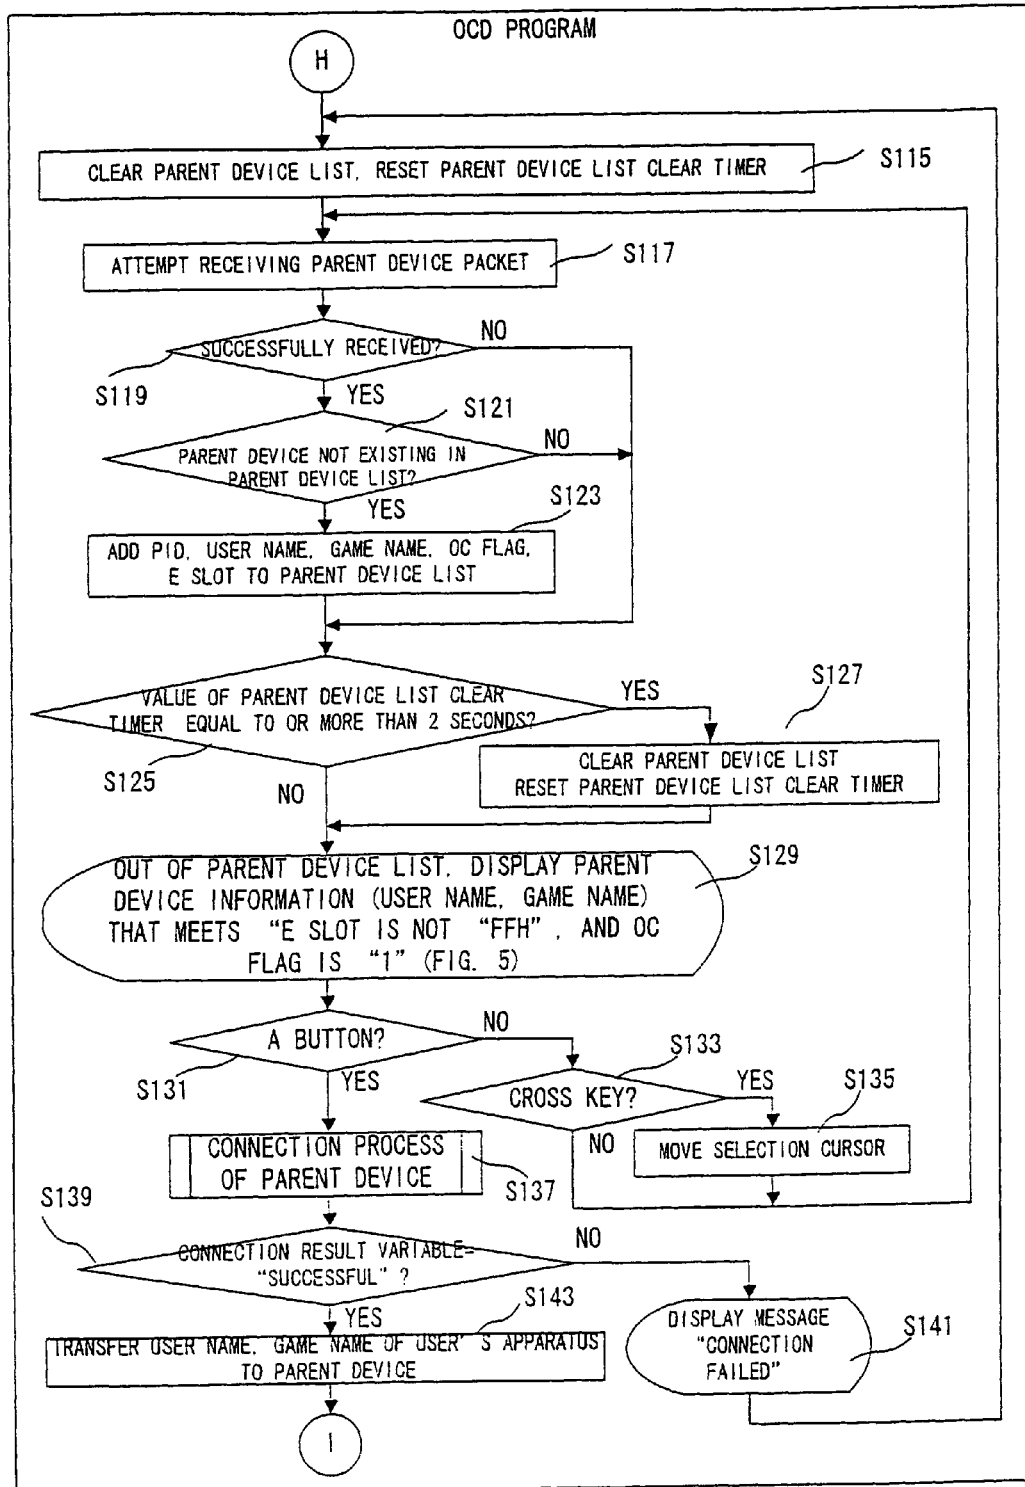 OCD PROGRAM
H
CLEAR PARENT DEVICE LIST, RESET PARENT DEVICE LIST CLEAR TIMER
S115
ATTEMPT RECEIVING PARENT DEVICE PACKET
S117
SUCCESSFULLY RECEIVED?
NO
S119
YES
S121
PARENT DEVICE NOT EXISTING IN
PARENT DEVICE LIST?
NO
YES
S123
ADD PID, USER NAME, GAME NAME, OC FLAG,
E SLOT TO PARENT DEVICE LIST
VALUE OF PARENT DEVICE LIST CLEAR
TIMER EQUAL TO OR MORE THAN 2 SECONDS?
YES
S127
S125
NO
CLEAR PARENT DEVICE LIST
RESET PARENT DEVICE LIST CLEAR TIMER
OUT OF PARENT DEVICE LIST, DISPLAY PARENT
DEVICE INFORMATION (USER NAME, GAME NAME)
THAT MEETS "E SLOT IS NOT "FFH", AND OC
FLAG IS "1" (FIG. 5)
S129
A BUTTON?
NO
S131
YES
S133
CROSS KEY?
YES
S135
NO
MOVE SELECTION CURSOR
CONNECTION PROCESS
OF PARENT DEVICE
S137
S139
CONNECTION RESULT VARIABLE=
"SUCCESSFUL" ?
NO
YES
S143
TRANSFER USER NAME, GAME NAME OF USER'S APPARATUS
TO PARENT DEVICE
DISPLAY MESSAGE
"CONNECTION
FAILED"
S141
I